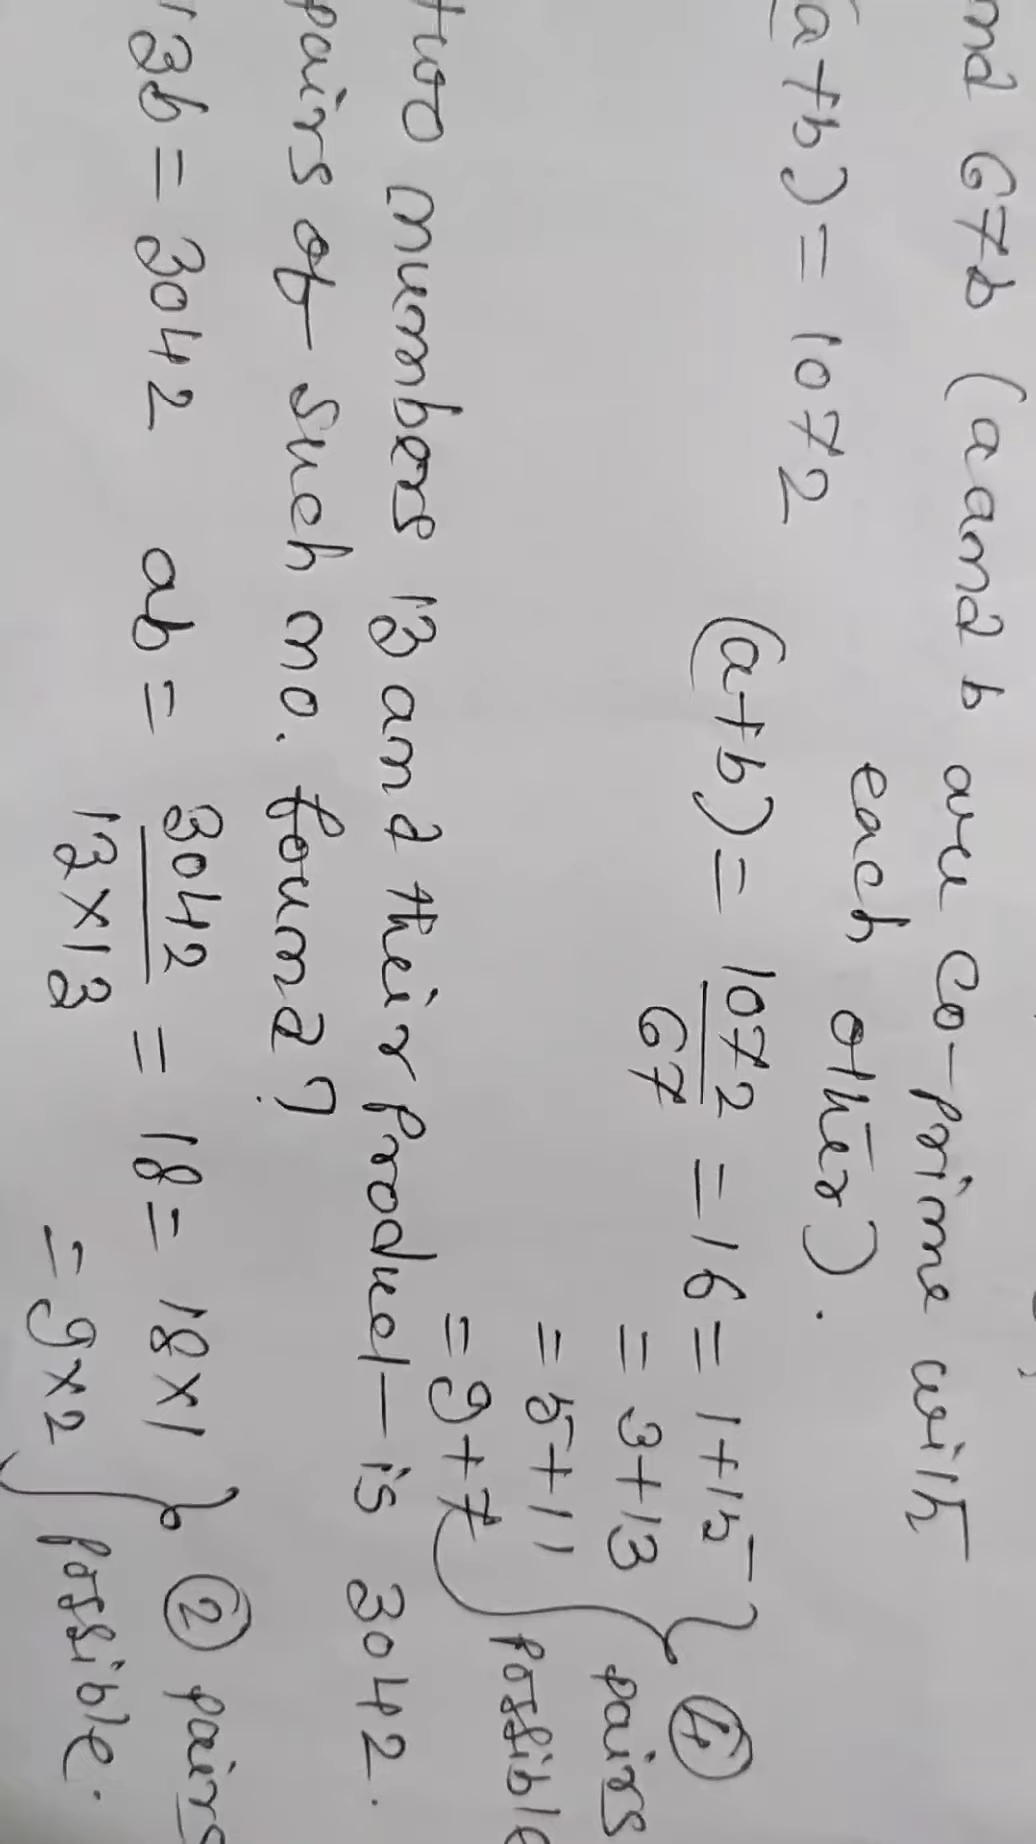 and 67b (a and b are co-prime with
each other).
(a+b) = 1072 (a+b) = 1072/67 = 16 = 1+15
= 3+13
= 5+11
= 9+7
} 4 pairs
possible
two numbers 13 and their product is 3042.
pairs of such no. found?
13b = 3042 ab = 3042/13×13 = 18 = 18×1
= 9×2
} 2 pairs
possible.